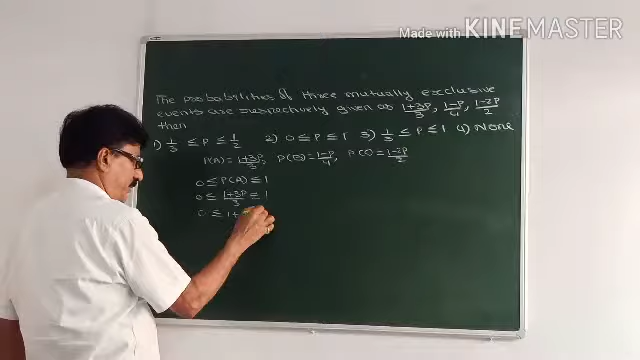 Made with KINEMASTER
The probabilities of three mutually exclusive
events are respectively given as 1+3P/3, 1-P/4, 1-2P/2
then
1) 1/3 ≤ P ≤ 1/2 2) 0 ≤ P ≤ 1 3) 1/3 ≤ P ≤ 1 4) None
P(A) = 1+3P/3, P(B) = 1-P/4, P(C) = 1-2P/2
0 ≤ P(A) ≤ 1
0 ≤ 1+3P/3 ≤ 1
0 ≤ 1+